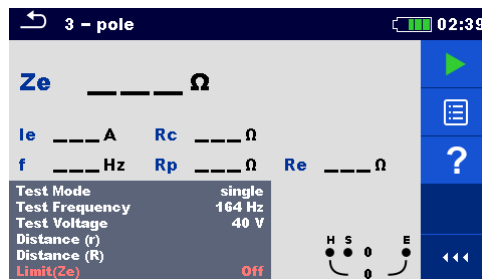 3 – pole 02:39
Ze ___ Ω
Ie ___ A Rc ___ Ω
f ___ Hz Rp ___ Ω Re ___ Ω
Test Mode single
Test Frequency 164 Hz
Test Voltage 40 V
Distance (r)
Distance (R)
Limit(Ze) Off
H S E
0
0
?